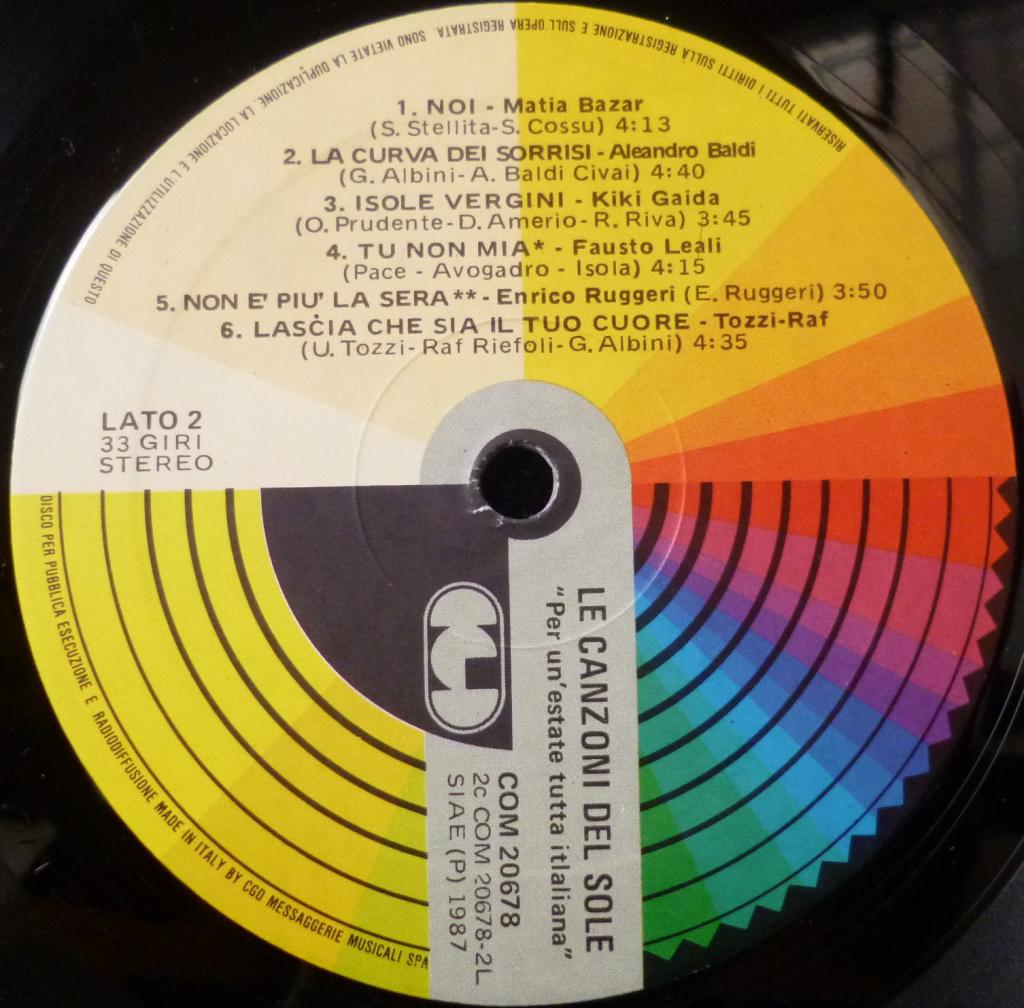 RISERVATI TUTTI I DIRITTI SULLA REGISTRAZIONE E SULL'OPERA REGISTRATA. SONO VIETATE LA DUPLICAZIONE, LA LOCAZIONE E L'UTILIZZAZIONE DI QUESTO
1. NOI - Matia Bazar
(S. Stellita-S. Cossu) 4:13
2. LA CURVA DEI SORRISI - Aleandro Baldi
(G. Albini-A. Baldi Civai) 4:40
3. ISOLE VERGINI - Kiki Gaida
(O. Prudente-D. Amerio-R. Riva) 3:45
4. TU NON MIA* - Fausto Leali
(Pace - Avogadro - Isola) 4:15
5. NON E' PIU' LA SERA** - Enrico Ruggeri (E. Ruggeri) 3:50
6. LASCIA CHE SIA IL TUO CUORE - Tozzi-Raf
(U. Tozzi-Raf Riefoli-G. Albini) 4:35
LATO 2
33 GIRI
STEREO
LE CANZONI DEL SOLE
"Per un'estate tutta itlaliana"
COM 20678
2c COM 20678-2L
SIAE (P) 1987
DISCO PER PUBBLICA ESECUZIONE E RADIODIFFUSIONE MADE IN ITALY BY CGD MESSAGGERIE MUSICALI SPA